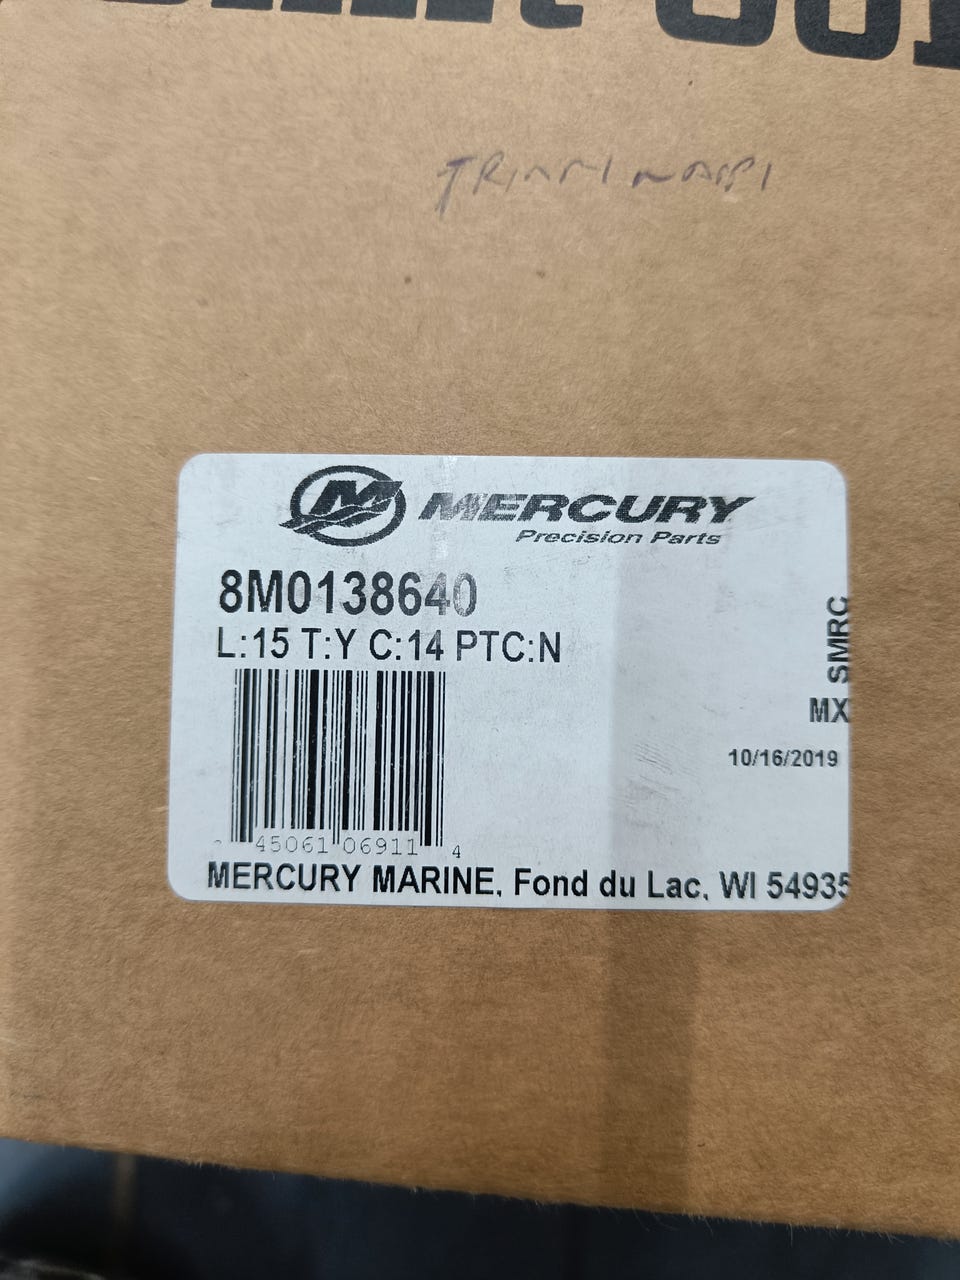 MERCURY
Precision Parts
8M0138640
L:15 T:Y C:14 PTC:N
SMRC
MX
10/16/2019
45061 06911 4
MERCURY MARINE, Fond du Lac, WI 54935